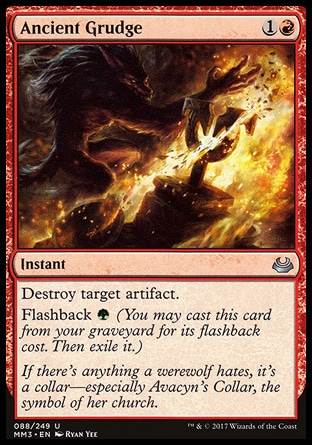 Ancient Grudge 1
Instant
Destroy target artifact.
Flashback (You may cast this card
from your graveyard for its flashback
cost. Then exile it.)
If there's anything a werewolf hates, it's
a collar—especially Avacyn's Collar, the
symbol of her church.
088/249 U
MM3 • EN Ryan Yee
™ & © 2017 Wizards of the Coast